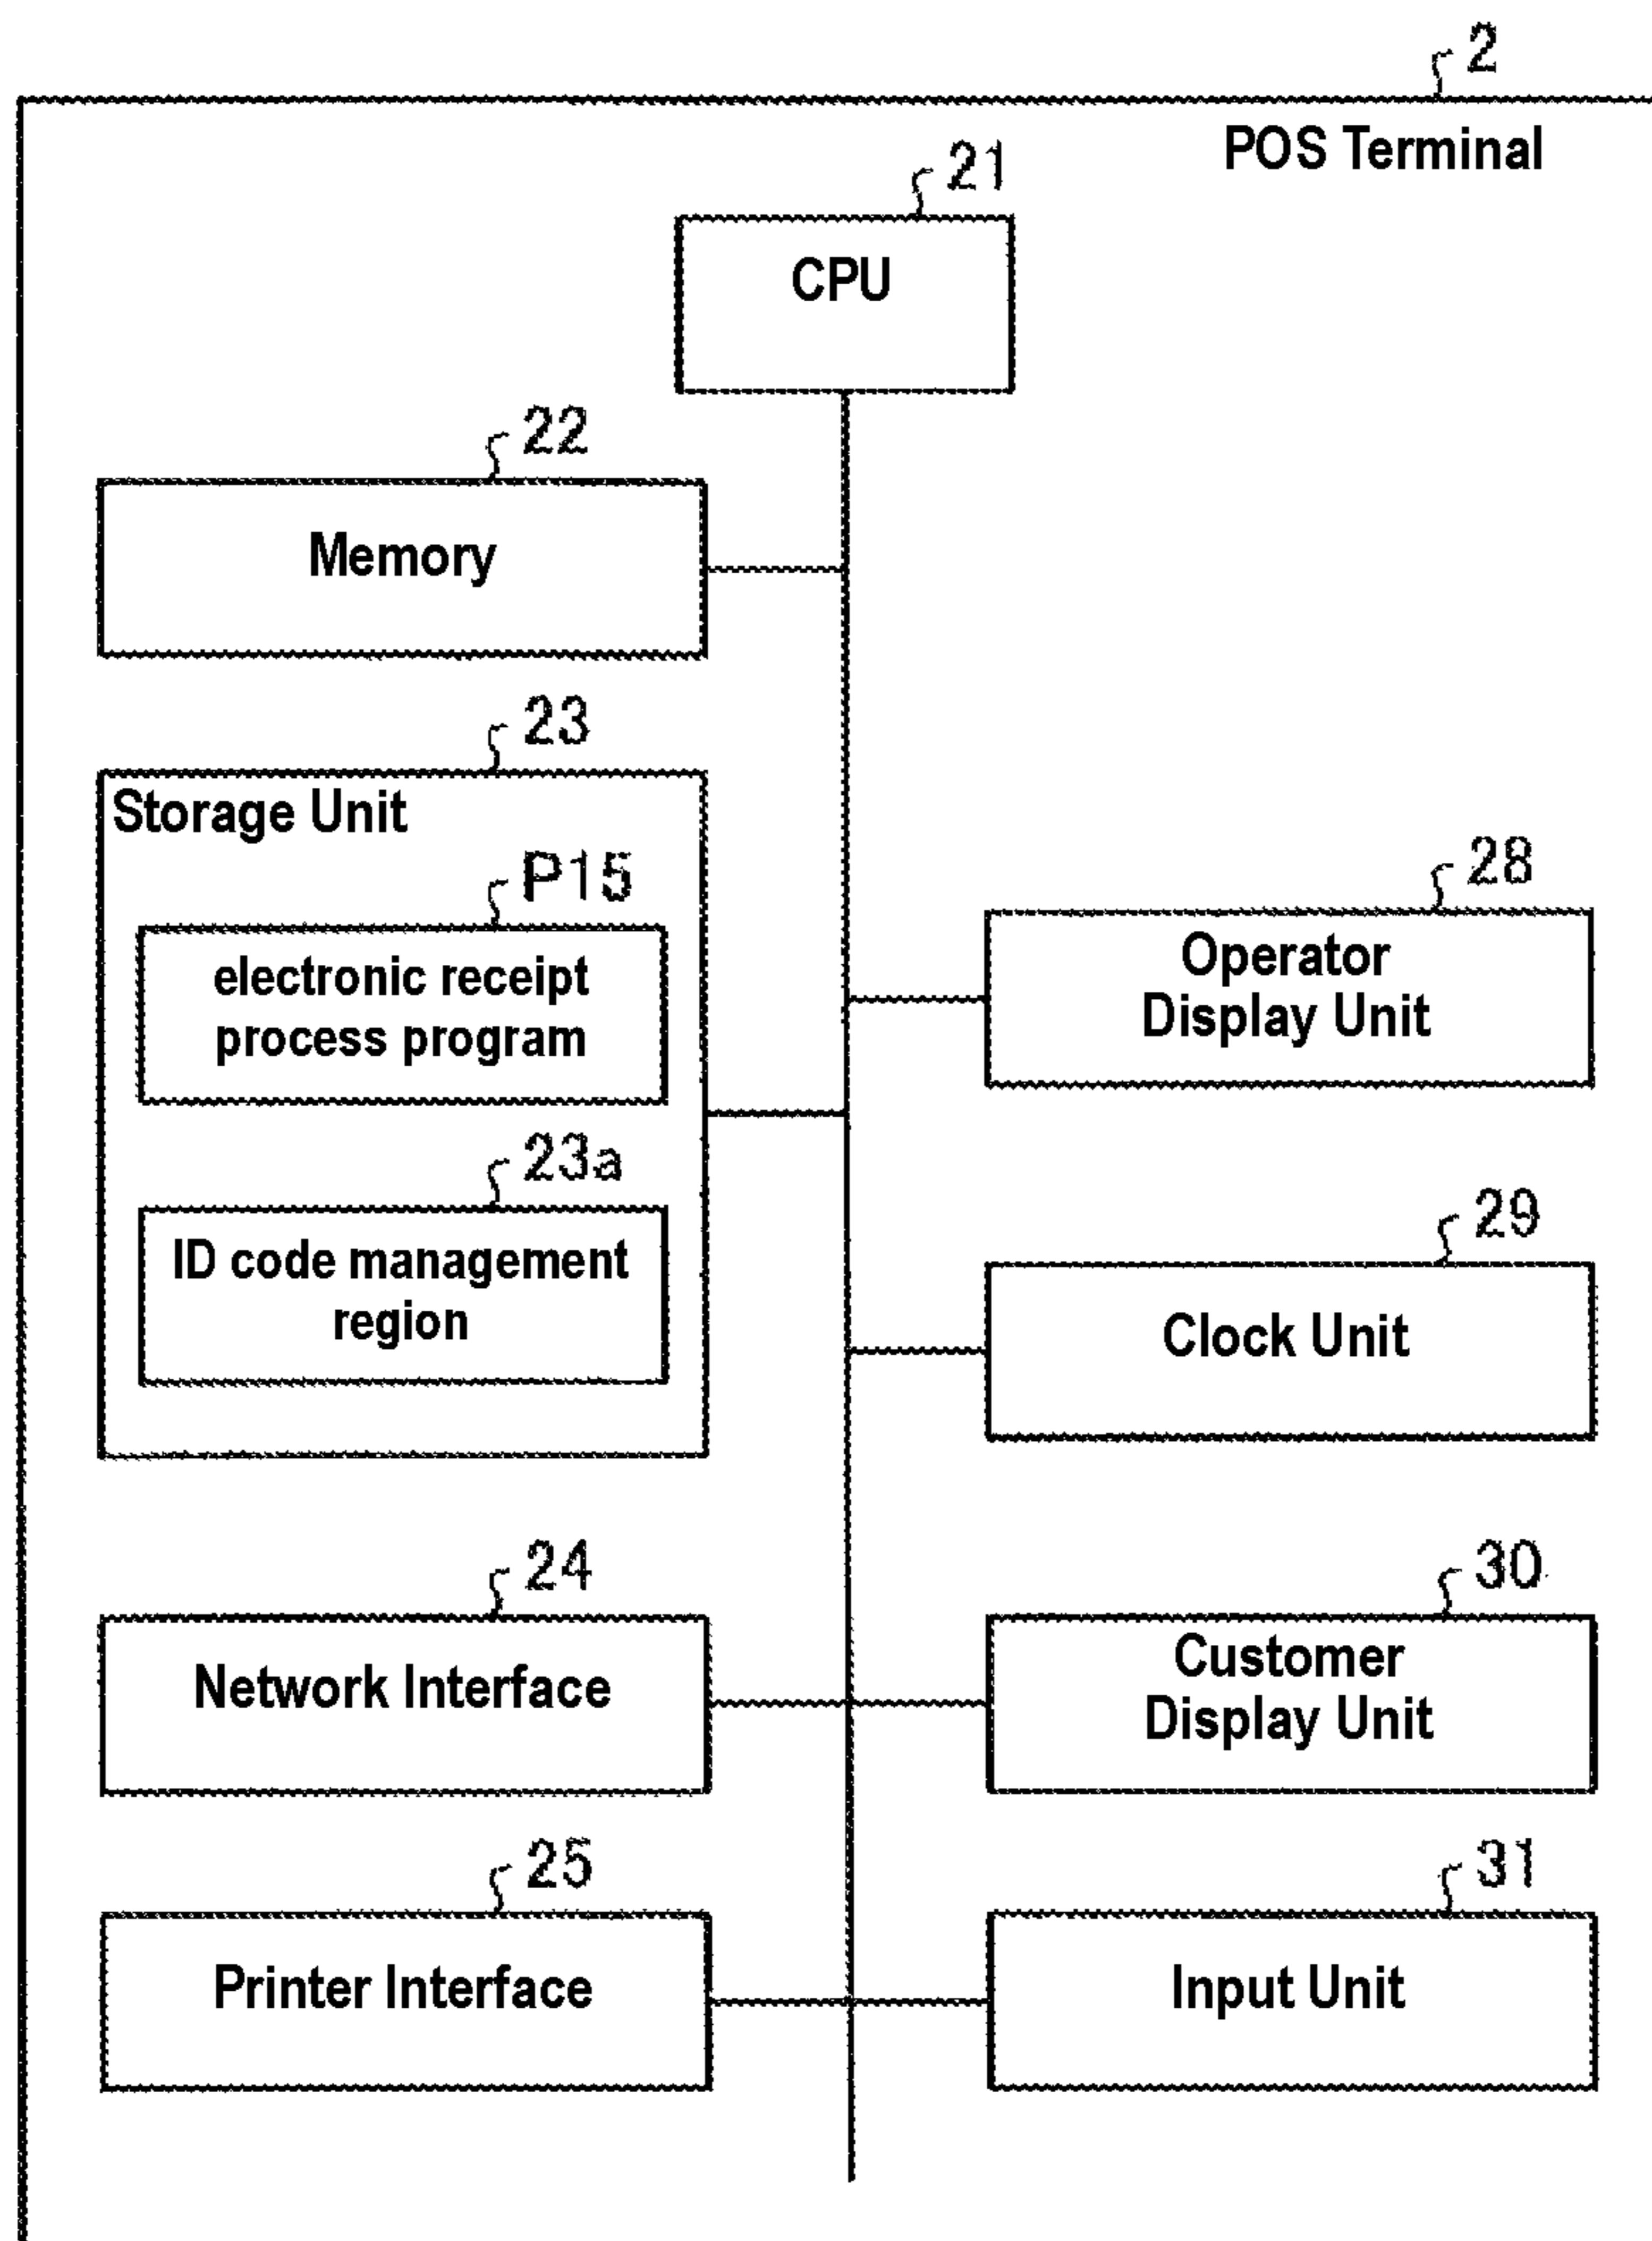 2
POS Terminal
21
CPU
22
Memory
23
Storage Unit
P15
electronic receipt
process program
23a
ID code management
region
28
Operator
Display Unit
29
Clock Unit
24
Network Interface
30
Customer
Display Unit
25
Printer Interface
31
Input Unit